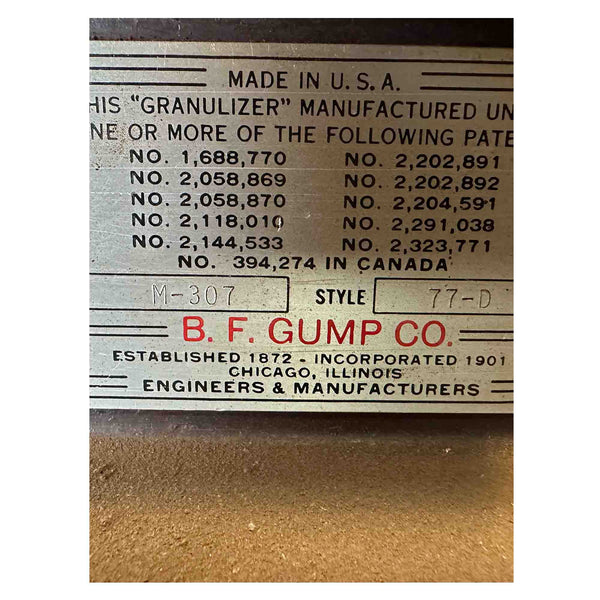 MADE IN U.S.A.
HIS "GRANULIZER" MANUFACTURED UN
NE OR MORE OF THE FOLLOWING PATE
NO. 1,688,770 NO. 2,202,891
NO. 2,058,869 NO. 2,202,892
NO. 2,058,870 NO. 2,204,591
NO. 2,118,010 NO. 2,291,038
NO. 2,144,533 NO. 2,323,771
NO. 394,274 IN CANADA
M-307 STYLE 77-D
B. F. GUMP CO.
ESTABLISHED 1872 - INCORPORATED 1901
CHICAGO, ILLINOIS
ENGINEERS & MANUFACTURERS